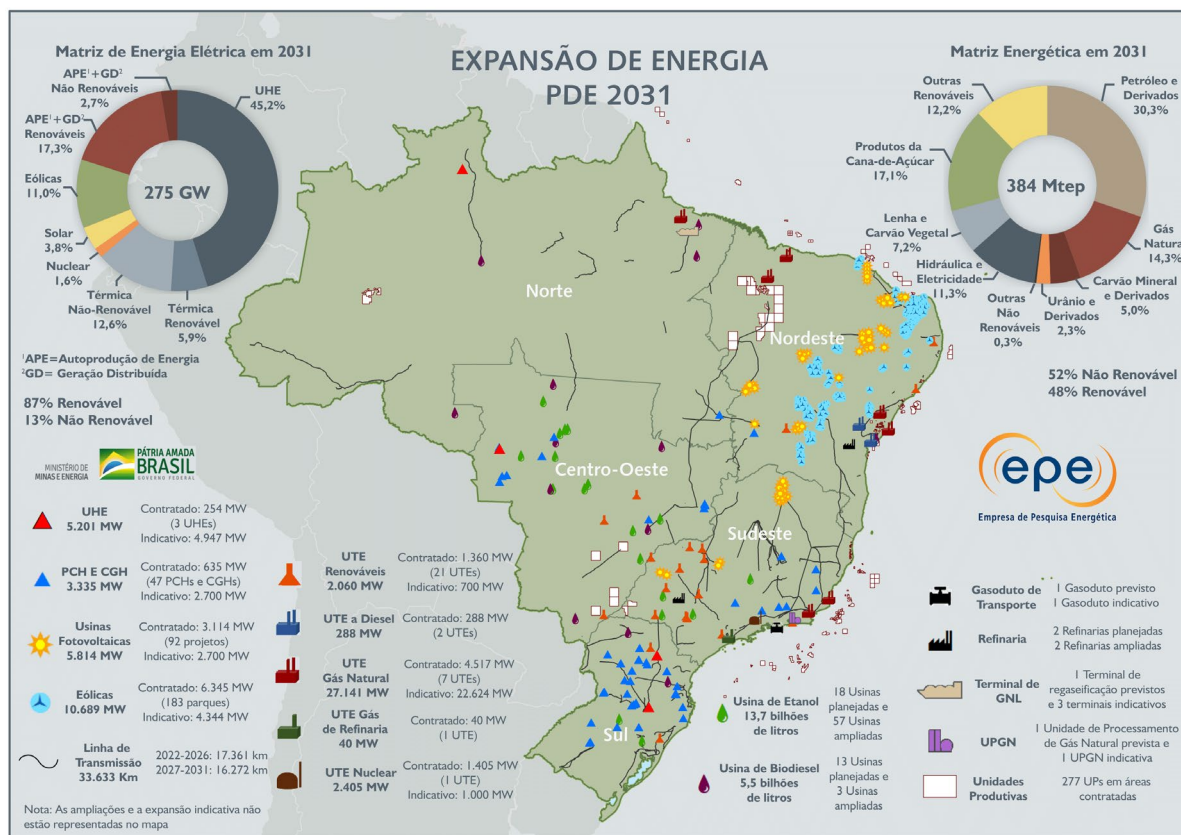 EXPANSÃO DE ENERGIA
PDE 2031
Matriz de Energia Elétrica em 2031
APE¹+GD²
Não Renováveis
2,7%
UHE
45,2%
APE¹+GD²
Renováveis
17,3%
Eólicas
11,0%
275 GW
Solar
3,8%
Nuclear
1,6%
Térmica
Não-Renovável
12,6%
Térmica
Renovável
5,9%
¹APE=Autoprodução de Energia
²GD= Geração Distribuída
87% Renovável
13% Não Renovável
Matriz Energética em 2031
Outras
Renováveis
12,2%
Petróleo e
Derivados
30,3%
Produtos da
Cana-de-Açúcar
17,1%
384 Mtep
Lenha e
Carvão Vegetal
7,2%
Gás
Natural
14,3%
Hidráulica e
Eletricidade
11,3%
Carvão Mineral
e Derivados
5,0%
Outras
Não
Renováveis
0,3%
Urânio e
Derivados
2,3%
52% Não Renovável
48% Renovável
Norte
Nordeste
Centro-Oeste
Sudeste
Sul
MINISTÉRIO DE
MINAS E ENERGIA
PÁTRIA AMADA
BRASIL
GOVERNO FEDERAL
epe
Empresa de Pesquisa Energética
UHE
5.201 MW
Contratado: 254 MW
(3 UHEs)
Indicativo: 4.947 MW
PCH E CGH
3.335 MW
Contratado: 635 MW
(47 PCHs e CGHs)
Indicativo: 2.700 MW
Usinas
Fotovoltaicas
5.814 MW
Contratado: 3.114 MW
(92 projetos)
Indicativo: 2.700 MW
Eólicas
10.689 MW
Contratado: 6.345 MW
(183 parques)
Indicativo: 4.344 MW
Linha de
Transmissão
33.633 Km
2022-2026: 17.361 km
2027-2031: 16.272 km
Nota: As ampliações e a expansão indicativa não
estão representadas no mapa
UTE
Renováveis
2.060 MW
Contratado: 1.360 MW
(21 UTEs)
Indicativo: 700 MW
UTE a Diesel
288 MW
Contratado: 288 MW
(2 UTEs)
UTE
Gás Natural
27.141 MW
Contratado: 4.517 MW
(7 UTEs)
Indicativo: 22.624 MW
UTE Gás
de Refinaria
40 MW
Contratado: 40 MW
(1 UTE)
UTE Nuclear
2.405 MW
Contratado: 1.405 MW
(1 UTE)
Indicativo: 1.000 MW
Usina de Etanol
13,7 bilhões
de litros
18 Usinas
planejadas e
57 Usinas
ampliadas
Usina de Biodiesel
5,5 bilhões
de litros
13 Usinas
planejadas e
3 Usinas
ampliadas
Gasoduto de
Transporte
1 Gasoduto previsto
1 Gasoduto indicativo
Refinaria
2 Refinarias planejadas
2 Refinarias ampliadas
Terminal de
GNL
1 Terminal de
regaseificação previstos
e 3 terminais indicativos
UPGN
1 Unidade de Processamento
de Gás Natural prevista e
1 UPGN indicativa
Unidades
Produtivas
277 UPs em áreas
contratadas